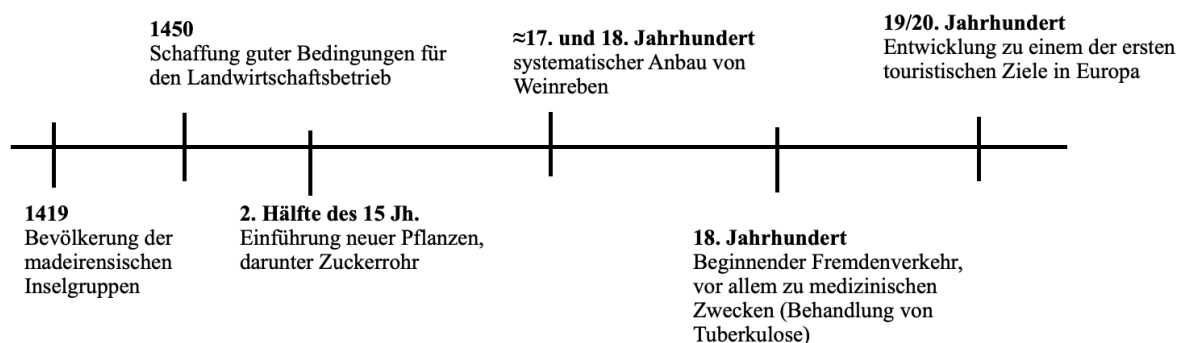 1450
Schaffung guter Bedingungen für
den Landwirtschaftsbetrieb
≈17. und 18. Jahrhundert
systematischer Anbau von
Weinreben
19/20. Jahrhundert
Entwicklung zu einem der ersten
touristischen Ziele in Europa
1419
Bevölkerung der
madeirensischen
Inselgruppen
2. Hälfte des 15 Jh.
Einführung neuer Pflanzen,
darunter Zuckerrohr
18. Jahrhundert
Beginnender Fremdenverkehr,
vor allem zu medizinischen
Zwecken (Behandlung von
Tuberkulose)